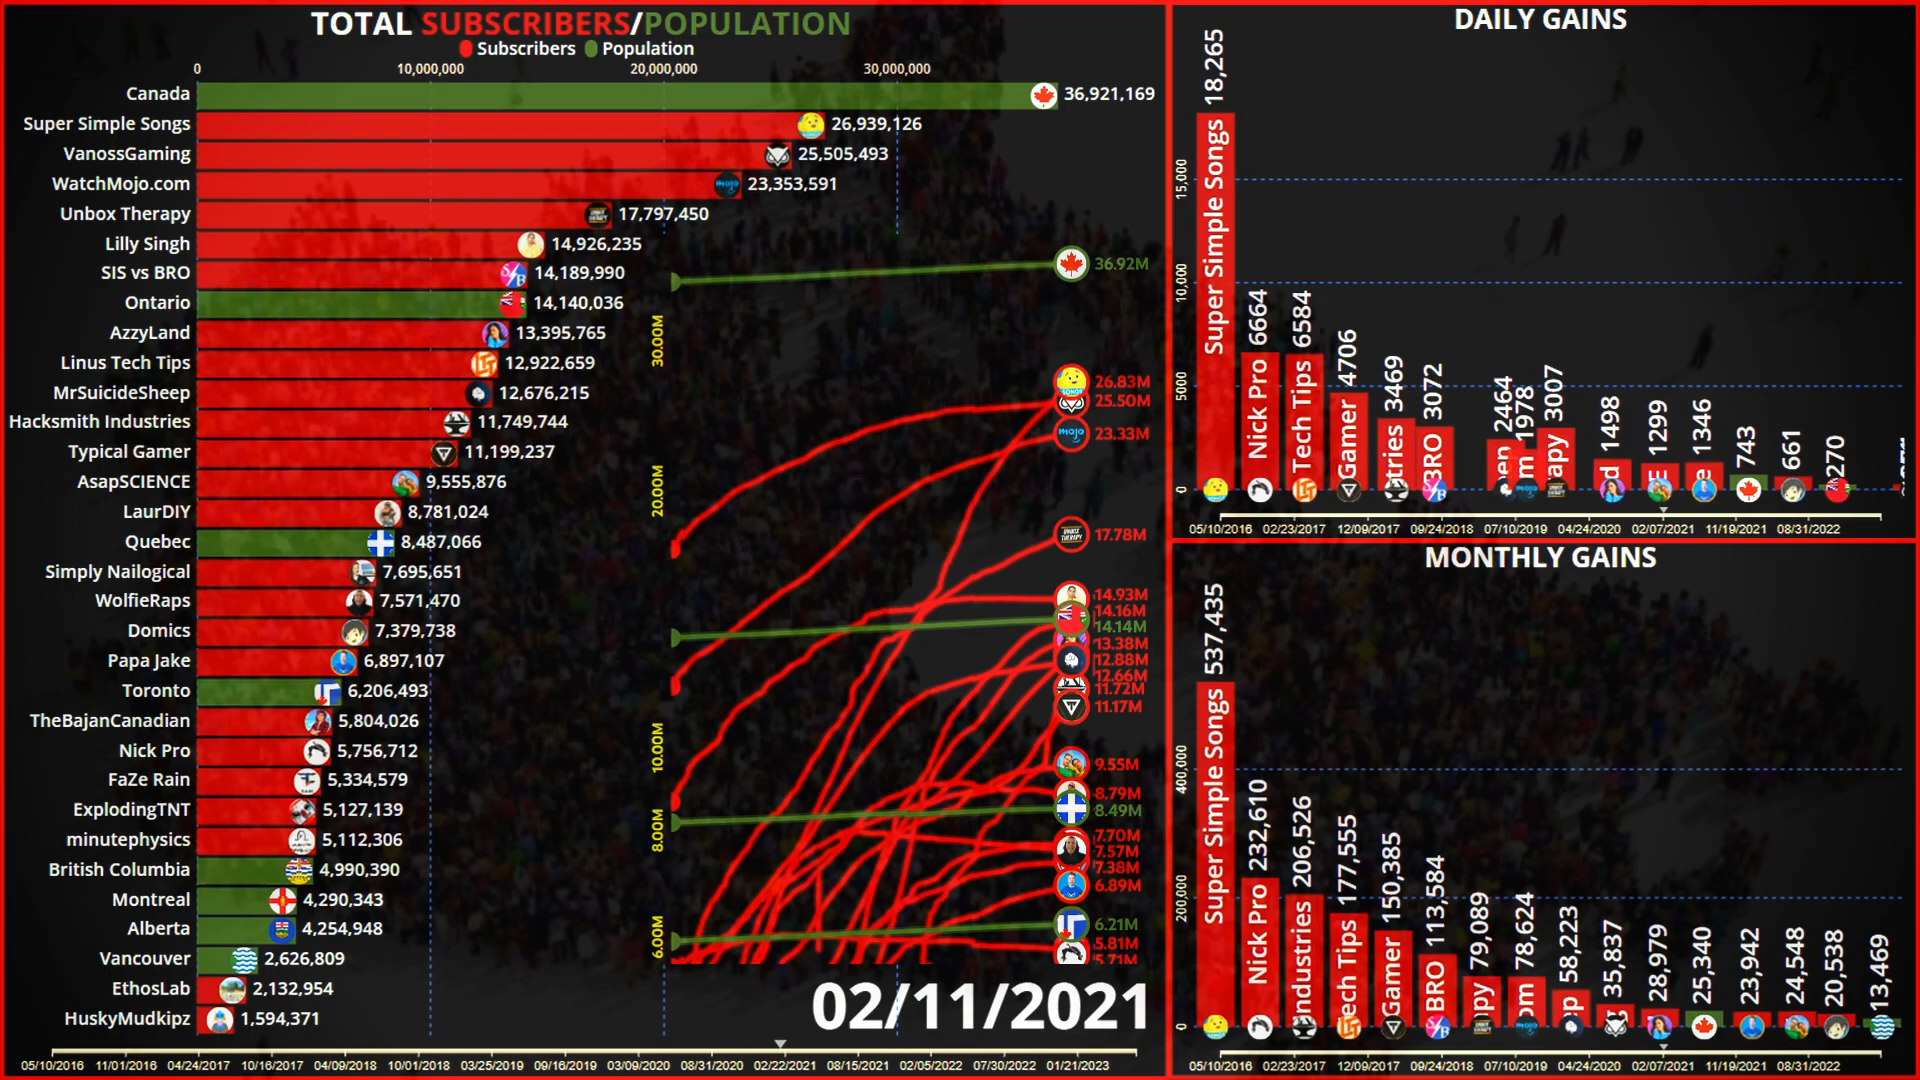 TOTAL SUBSCRIBERS/POPULATION
Subscribers Population
0 10,000,000 20,000,000 30,000,000
Canada 36,921,169
Super Simple Songs 26,939,126
VanossGaming 25,505,493
WatchMojo.com 23,353,591
Unbox Therapy 17,797,450
Lilly Singh 14,926,235
SIS vs BRO 14,189,990
Ontario 14,140,036
AzzyLand 13,395,765
Linus Tech Tips 12,922,659
MrSuicideSheep 12,676,215
Hacksmith Industries 11,749,744
Typical Gamer 11,199,237
AsapSCIENCE 9,555,876
LaurDIY 8,781,024
Quebec 8,487,066
Simply Nailogical 7,695,651
WolfieRaps 7,571,470
Domics 7,379,738
Papa Jake 6,897,107
Toronto 6,206,493
TheBajanCanadian 5,804,026
Nick Pro 5,756,712
FaZe Rain 5,334,579
ExplodingTNT 5,127,139
minutephysics 5,112,306
British Columbia 4,990,390
Montreal 4,290,343
Alberta 4,254,948
Vancouver 2,626,809
EthosLab 2,132,954
HuskyMudkipz 1,594,371
30.00M
20.00M
10.00M
8.00M
6.00M
36.92M
26.83M
25.50M
mojo 23.33M
17.78M
14.93M
14.16M
14.14M
13.38M
12.88M
12.66M
11.72M
11.17M
9.55M
8.79M
8.49M
7.70M
7.57M
7.38M
6.89M
6.21M
5.81M
5.71M
02/11/2021
05/10/2016 11/01/2016 04/24/2017 10/16/2017 04/09/2018 10/01/2018 03/25/2019 09/16/2019 03/09/2020 08/31/2020 02/22/2021 08/15/2021 02/05/2022 07/30/2022 01/21/2023
DAILY GAINS
0 5000 10,000 15,000
Super Simple Songs 18,265
Nick Pro 6664
Tech Tips 6584
Gamer 4706
tries 3469
BRO 3072
en 2464
m 1978
apy 3007
d 1498
E 1299
e 1346
743
661
270
05/10/2016 02/23/2017 12/09/2017 09/24/2018 07/10/2019 04/24/2020 02/07/2021 11/19/2021 08/31/2022
MONTHLY GAINS
0 200,000 400,000
Super Simple Songs 537,435
Nick Pro 232,610
ndustries 206,526
ech Tips 177,555
Gamer 150,385
BRO 113,584
py 79,089
om 78,624
ep 58,223
35,837
28,979
25,340
23,942
24,548
20,538
13,469
05/10/2016 02/23/2017 12/09/2017 09/24/2018 07/10/2019 04/24/2020 02/07/2021 11/19/2021 08/31/2022